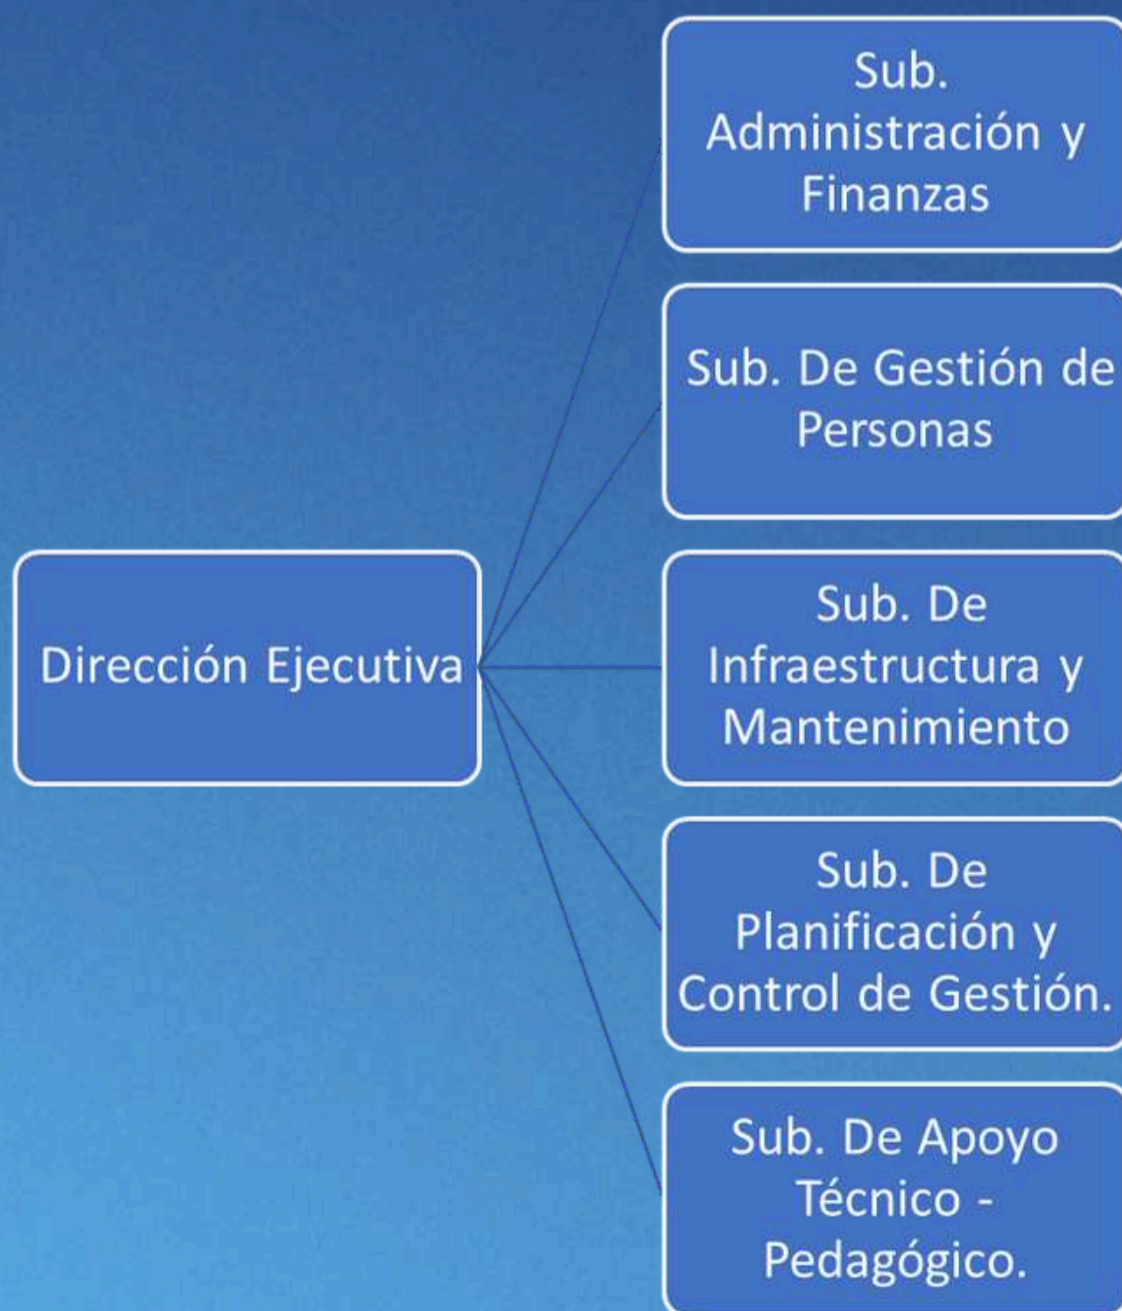 Dirección Ejecutiva
Sub.
Administración y
Finanzas
Sub. De Gestión de
Personas
Sub. De
Infraestructura y
Mantenimiento
Sub. De
Planificación y
Control de Gestión.
Sub. De Apoyo
Técnico -
Pedagógico.